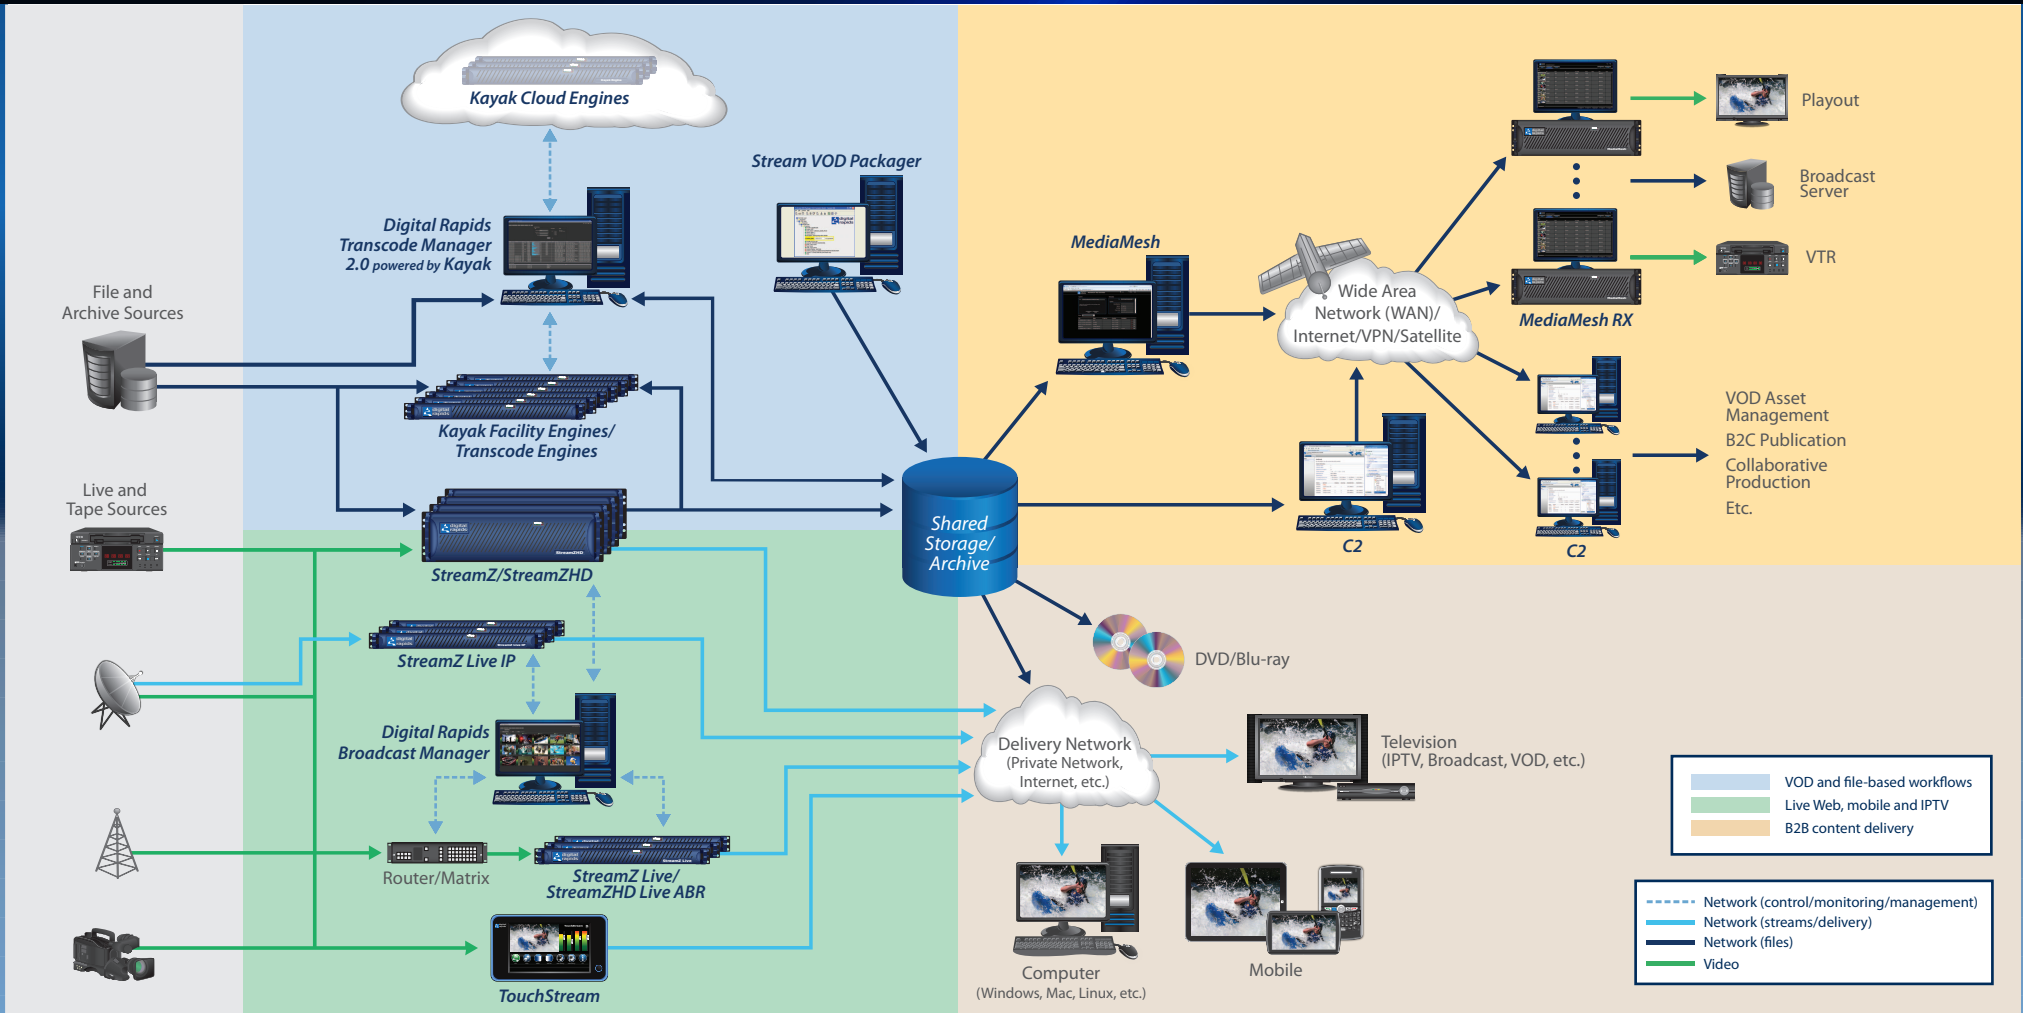 Kayak Cloud Engines
Stream VOD Packager
Digital Rapids
Transcode Manager
2.0 powered by Kayak
File and
Archive Sources
Kayak Facility Engines/
Transcode Engines
Live and
Tape Sources
StreamZHD
StreamZ/StreamZHD
StreamZ Live IP
Digital Rapids
Broadcast Manager
Router/Matrix
StreamZ Live
StreamZ Live/
StreamZHD Live ABR
TouchStream
Shared
Storage/
Archive
MediaMesh
Wide Area
Network (WAN)/
Internet/VPN/Satellite
MediaMesh RX
Playout
Broadcast
Server
VTR
C2
C2
VOD Asset
Management
B2C Publication
Collaborative
Production
Etc.
DVD/Blu-ray
Delivery Network
(Private Network,
Internet, etc.)
Television
(IPTV, Broadcast, VOD, etc.)
Computer
(Windows, Mac, Linux, etc.)
Mobile
VOD and file-based workflows
Live Web, mobile and IPTV
B2B content delivery
Network (control/monitoring/management)
Network (streams/delivery)
Network (files)
Video